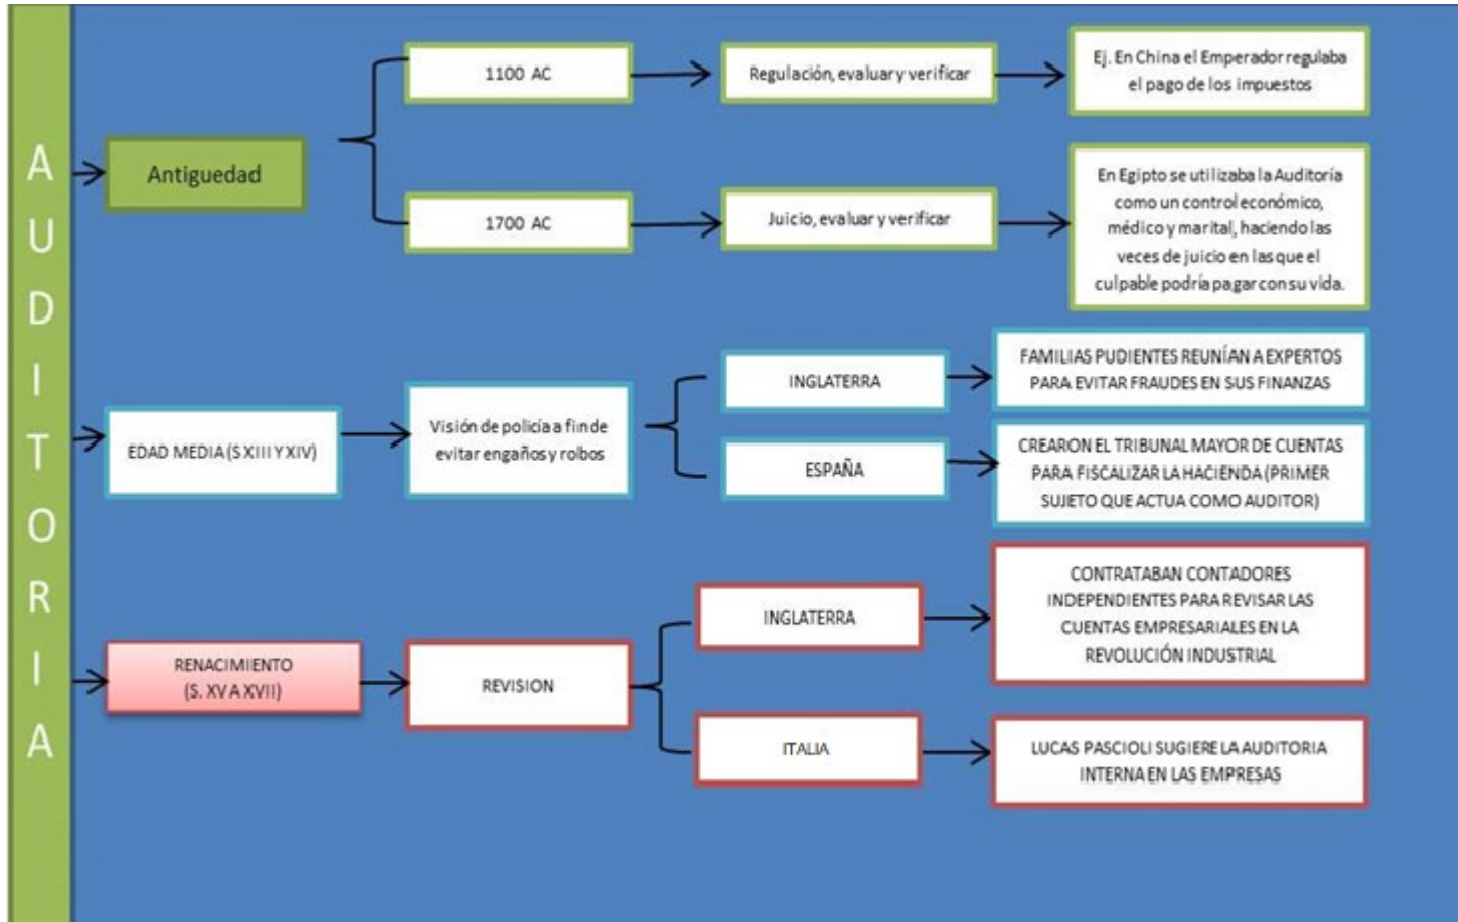 AUDITORIA
Antiguedad
1100 AC
Regulación, evaluar y verificar
Ej. En China el Emperador regulaba
el pago de los impuestos
1700 AC
Juicio, evaluar y verificar
En Egipto se utilizaba la Auditoría
como un control económico,
médico y marital, haciendo las
veces de juicio en las que el
culpable podría pagar con su vida.
EDAD MEDIA (S XIII Y XIV)
Visión de policía a fin de
evitar engaños y rolbos
INGLATERRA
FAMILIAS PUDIENTES REUNÍAN A EXPERTOS
PARA EVITAR FRAUDES EN SUS FINANZAS
ESPAÑA
CREARON EL TRIBUNAL MAYOR DE CUENTAS
PARA FISCALIZAR LA HACIENDA (PRIMER
SUJETO QUE ACTUA COMO AUDITOR)
RENACIMIENTO
(S. XV A XVII)
REVISION
INGLATERRA
CONTRATABAN CONTADORES
INDEPENDIENTES PARA REVISAR LAS
CUENTAS EMPRESARIALES EN LA
REVOLUCIÓN INDUSTRIAL
ITALIA
LUCAS PASCIOLI SUGIERE LA AUDITORIA
INTERNA EN LAS EMPRESAS